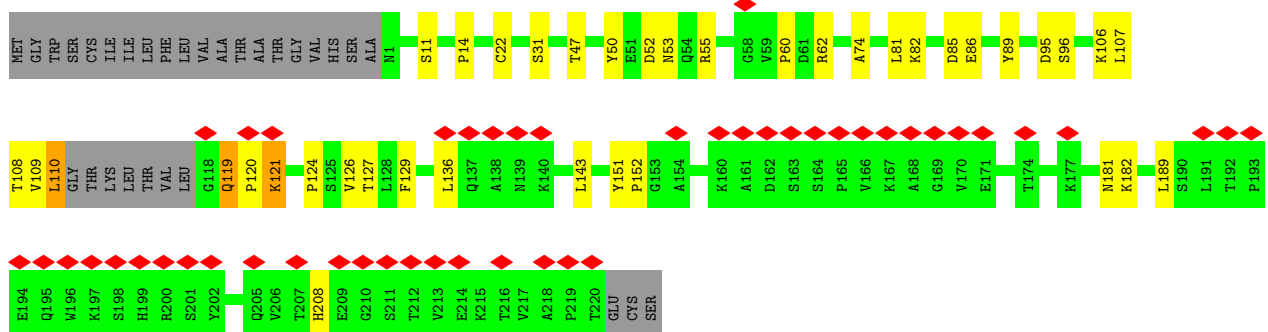 MET GLY TRP SER CYS ILE ILE LEU PHE LEU VAL ALA THR ALA THR GLY VAL HIS SER ALA N1 S11 P14 C22 S31 T47 Y50 E51 D52 N53 Q54 R55 G58 V59 P60 D61 R62 A74 L81 K82 D85 E86 Y89 D95 S96 K106 L107
T108 V109 L110 GLY THR LYS LEU THR VAL LEU G118 Q119 P120 K121 P124 S125 V126 T127 L128 F129 L136 Q137 A138 N139 K140 L143 Y151 P152 G153 A154 K160 A161 D162 S163 S164 P165 V166 K167 A168 G169 V170 E171 T174 K177 N181 K182 L189 S190 L191 T192 P193
E194 Q195 W196 K197 S198 H199 R200 S201 Y202 Q205 V206 T207 H208 E209 G210 S211 T212 V213 E214 K215 T216 V217 A218 P219 T220 GLU CYS SER